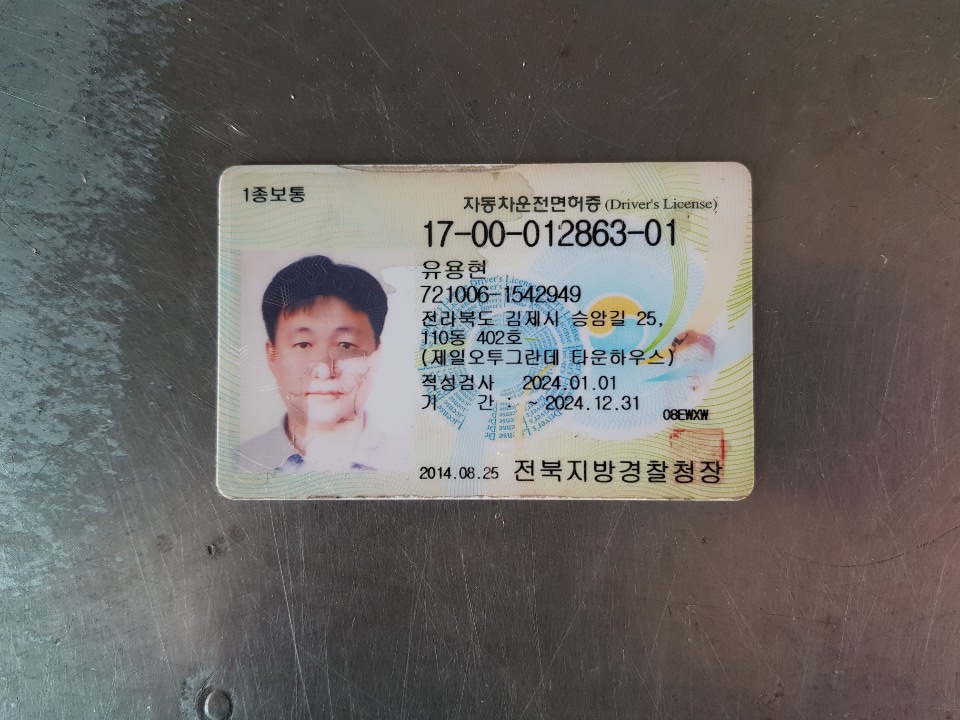 1종보통
자동차운전면허증 (Driver's License)
17-00-012863-01
유용현
721006-1542949
전라북도 김제시 승암길 25,
110동 402호
(제일오투그란데 타운하우스)
적성검사 2024.01.01
기 간 : ~ 2024.12.31
08EWXW
2014.08.25 전북지방경찰청장